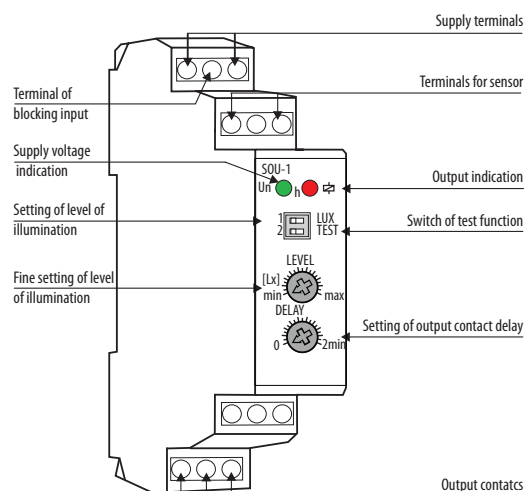 Supply terminals
Terminals for sensor
Terminal of
blocking input
Supply voltage
indication
SOU-1
Un
h
Output indication
Setting of level of
illumination
1 LUX
2 TEST
Switch of test function
LEVEL
Fine setting of level
of illumination
[Lx]
min max
DELAY
0 2min
Setting of output contact delay
Output contatcs